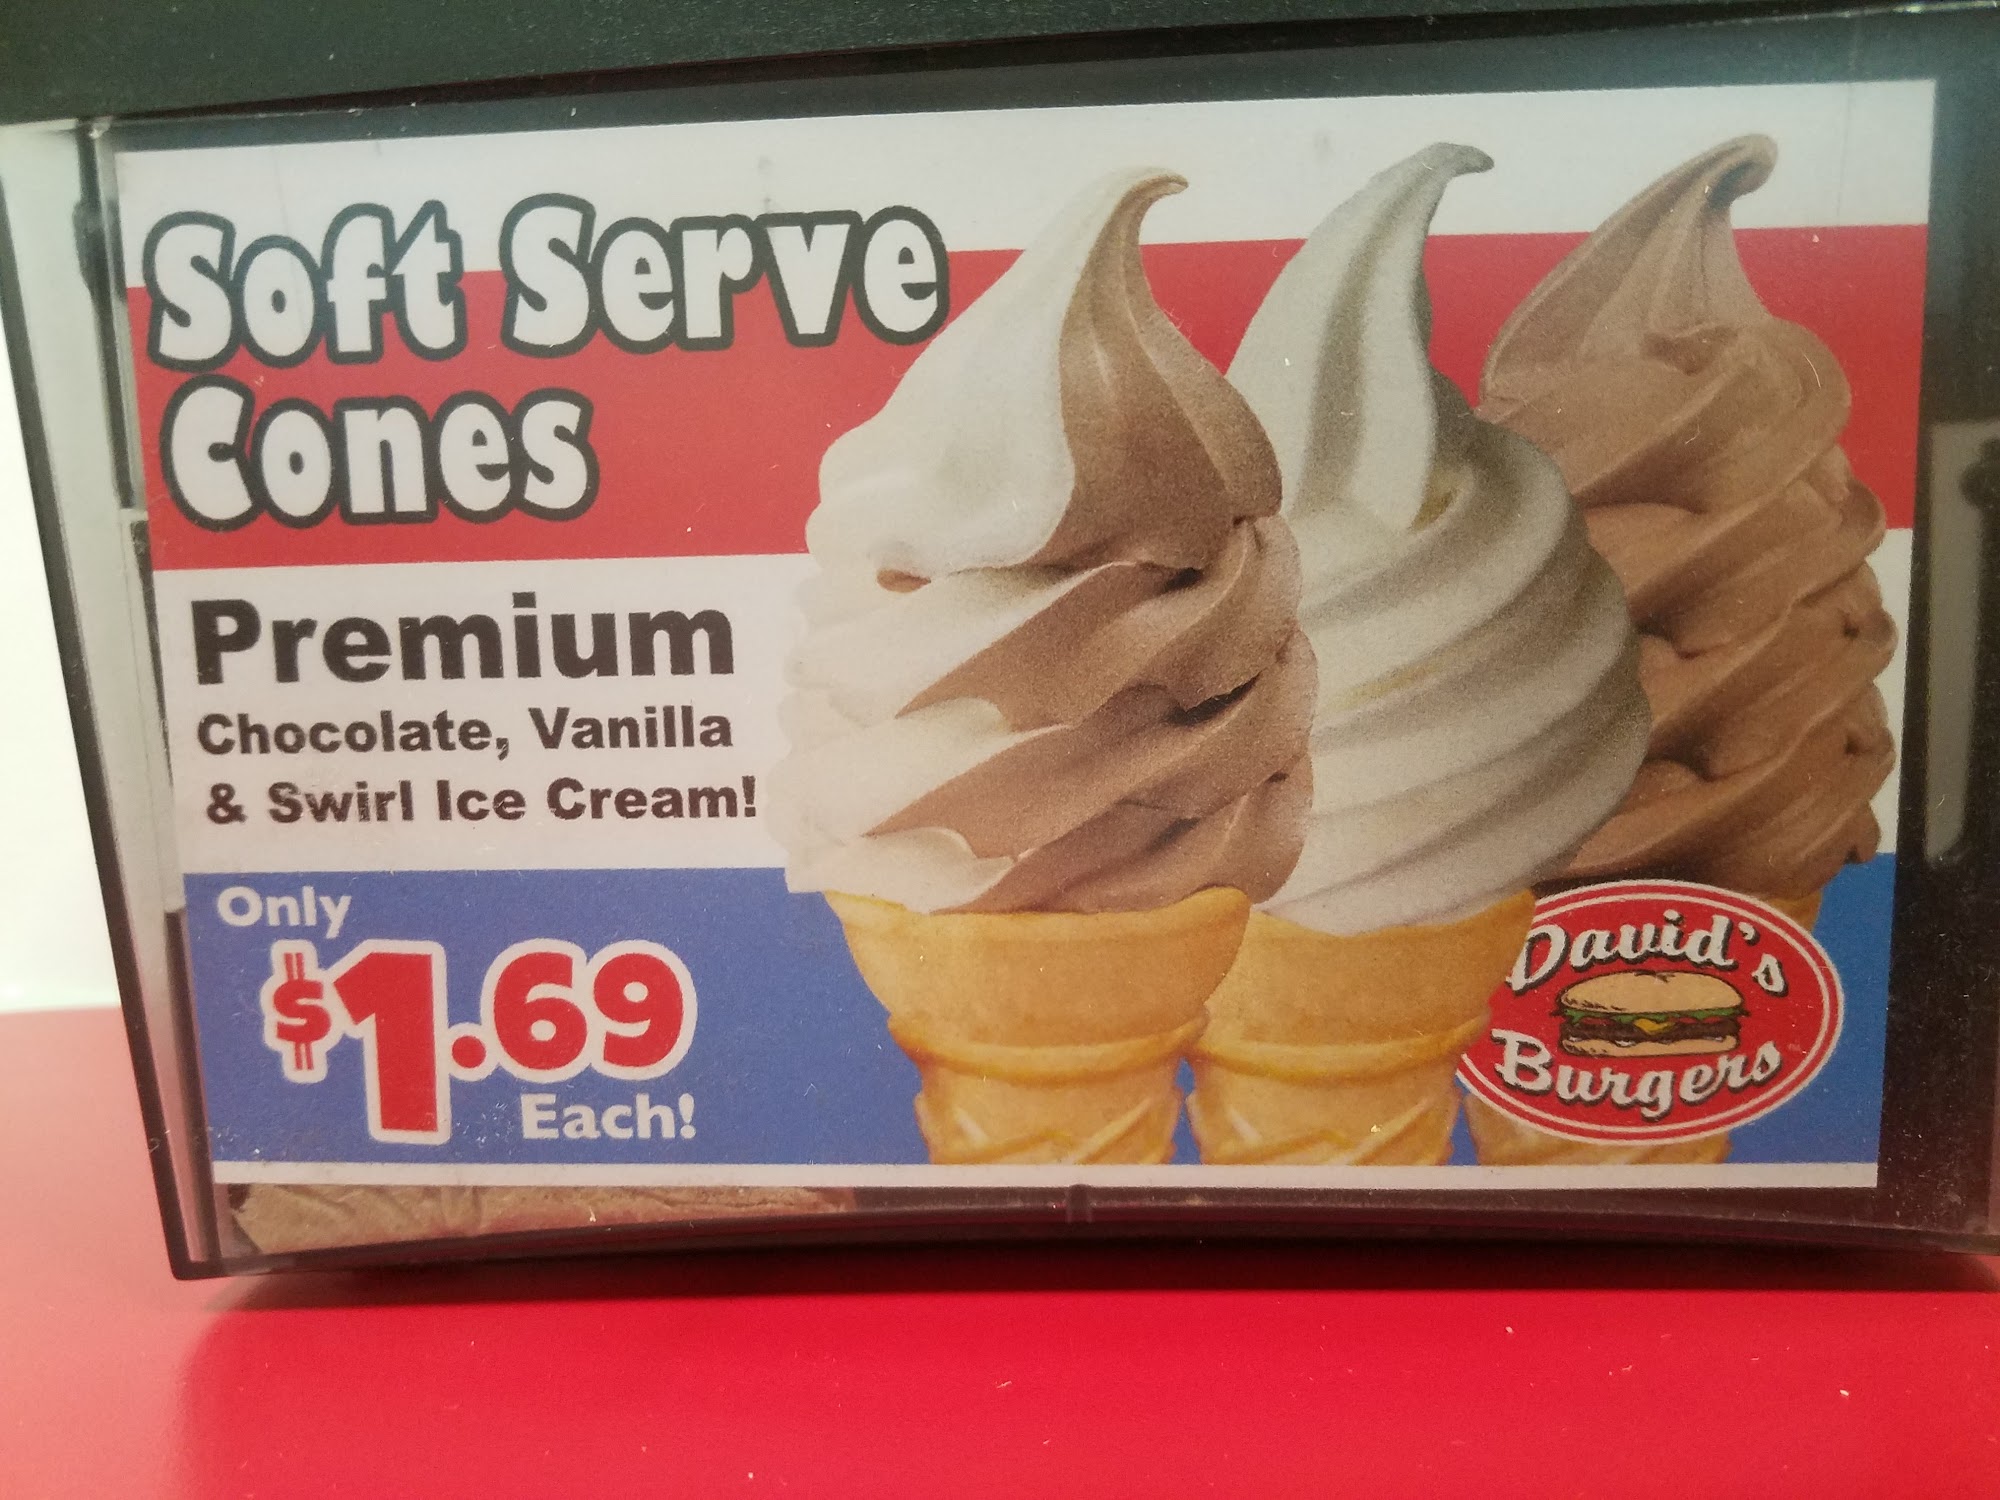 Soft Serve
Cones
Premium
Chocolate, Vanilla
& Swirl Ice Cream!
Only
$1.69
Each!
David's
Burgers